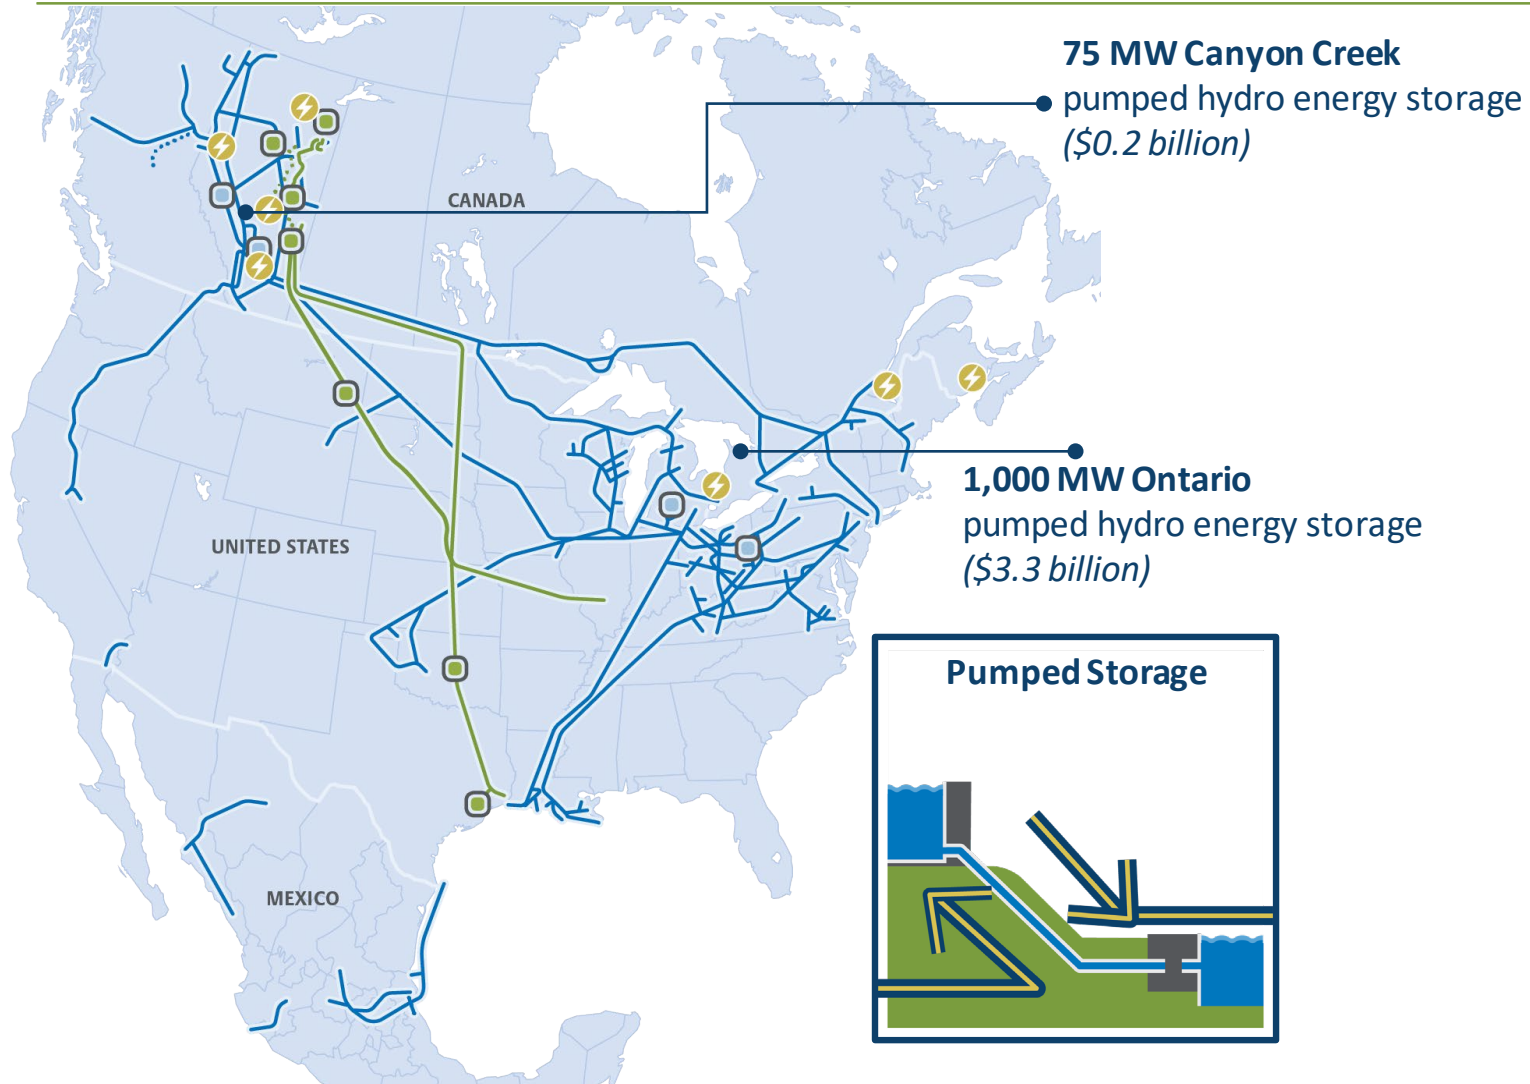 75 MW Canyon Creek
pumped hydro energy storage
($0.2 billion)
CANADA
1,000 MW Ontario
pumped hydro energy storage
($3.3 billion)
UNITED STATES
Pumped Storage
MEXICO